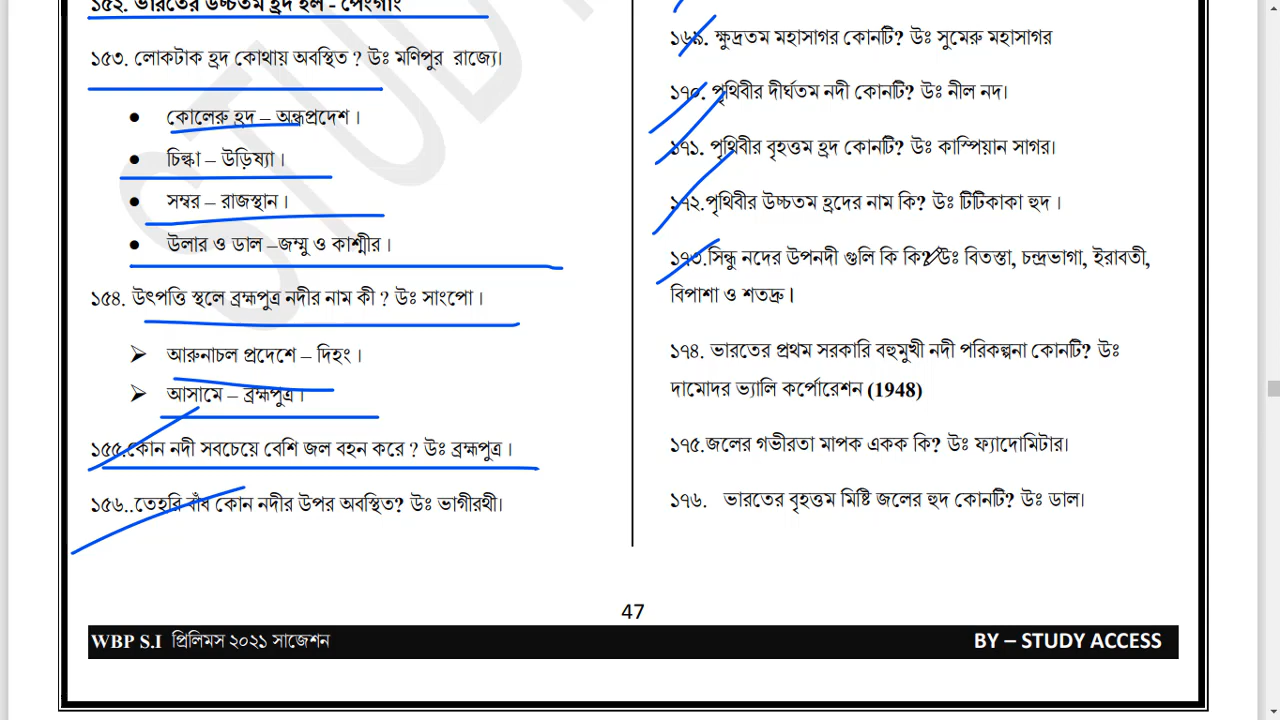 ১৫২. ভারতের উচ্চতম হ্রদ হল - পেংগাং
১৫৩. লোকটাক হ্রদ কোথায় অবস্থিত ? উঃ মণিপুর রাজ্যে।
• কোলেরু হ্রদ – অন্ধ্রপ্রদেশ।
• চিল্কা – উড়িষ্যা।
• সম্বর – রাজস্থান।
• উলার ও ডাল –জম্মু ও কাশ্মীর।
১৫৪. উৎপত্তি স্থলে ব্রহ্মপুত্র নদীর নাম কী ? উঃ সাংপো।
➢ আরুনাচল প্রদেশে – দিহং।
➢ আসামে – ব্রহ্মপুত্র।
১৫৫.কোন নদী সবচেয়ে বেশি জল বহন করে ? উঃ ব্রহ্মপুত্র।
১৫৬..তেহরি বাঁধ কোন নদীর উপর অবস্থিত? উঃ ভাগীরথী।
১৬৯. ক্ষুদ্রতম মহাসাগর কোনটি? উঃ সুমেরু মহাসাগর
১৭০. পৃথিবীর দীর্ঘতম নদী কোনটি? উঃ নীল নদ।
১৭১. পৃথিবীর বৃহত্তম হ্রদ কোনটি? উঃ কাস্পিয়ান সাগর।
১৭২.পৃথিবীর উচ্চতম হ্রদের নাম কি? উঃ টিটিকাকা হুদ ।
১৭৩.সিন্ধু নদের উপনদী গুলি কি কি? উঃ বিতস্তা, চন্দ্রভাগা, ইরাবতী,
বিপাশা ও শতদ্রু।
১৭৪. ভারতের প্রথম সরকারি বহুমুখী নদী পরিকল্পনা কোনটি? উঃ
দামোদর ভ্যালি কর্পোরেশন (1948)
১৭৫.জলের গভীরতা মাপক একক কি? উঃ ফ্যাদোমিটার।
১৭৬. ভারতের বৃহত্তম মিষ্টি জলের হুদ কোনটি? উঃ ডাল।
47
WBP S.I প্রিলিমস ২০২১ সাজেশন
BY – STUDY ACCESS